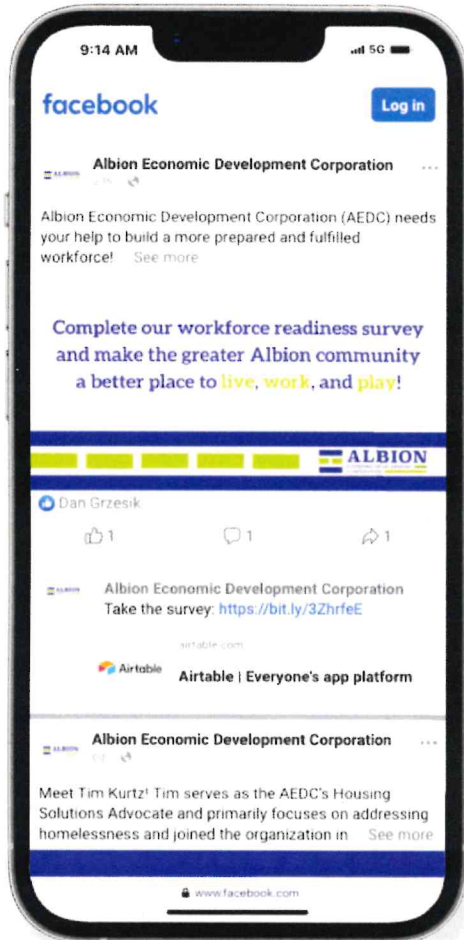 9:14 AM
5G
facebook
Log in
Albion Economic Development Corporation
Albion Economic Development Corporation (AEDC) needs
your help to build a more prepared and fulfilled
workforce! See more
Complete our workforce readiness survey
and make the greater Albion community
a better place to live, work, and play!
ALBION
Dan Grzesik
1
1
1
ALBION
Albion Economic Development Corporation
Take the survey: https://bit.ly/3ZhrfeE
airtable.com
Airtable
Airtable | Everyone's app platform
Albion Economic Development Corporation
Meet Tim Kurtz! Tim serves as the AEDC's Housing
Solutions Advocate and primarily focuses on addressing
homelessness and joined the organization in See more
www.facebook.com